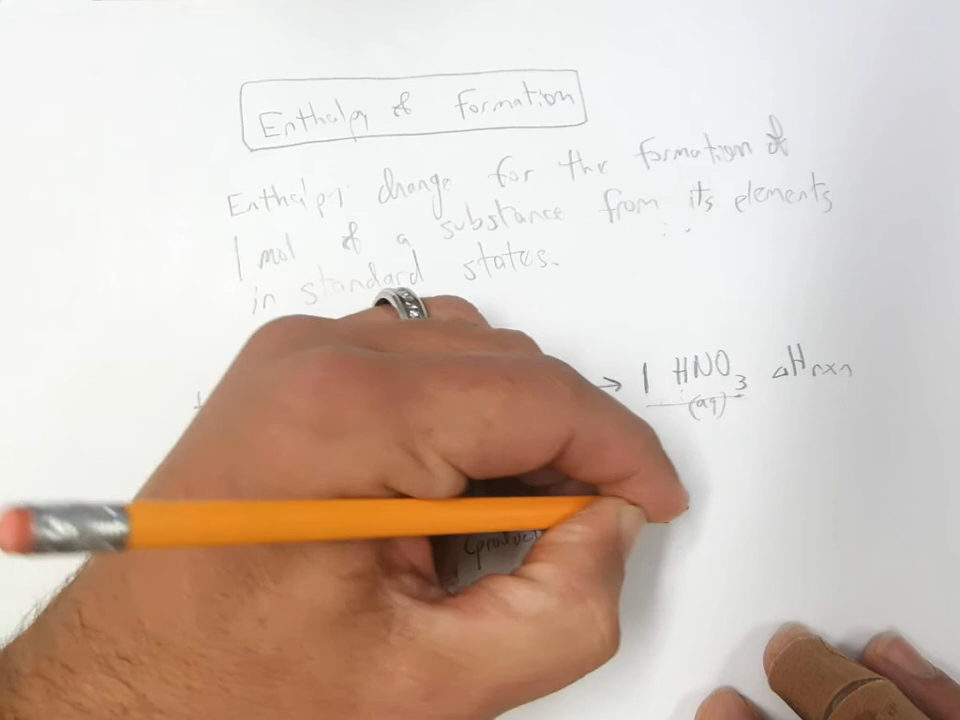 Enthalpy of formation
Enthalpy change for the formation of
1 mol of a substance from its elements
in standard states.
→ 1 HNO₃ ΔHrxn
(aq)